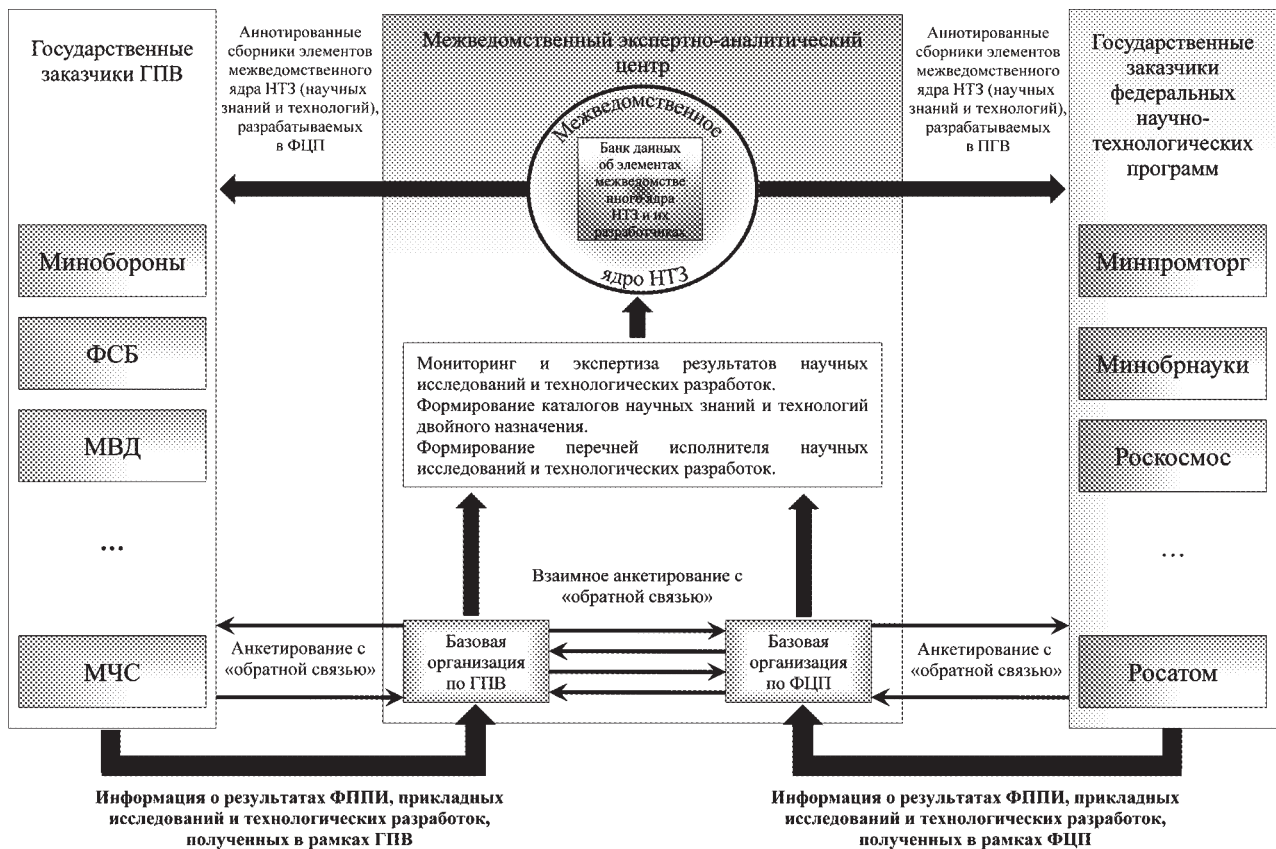 Государственные
заказчики ГПВ
Минобороны
ФСБ
МВД
...
МЧС
Аннотированные
сборники элементов
межведомственного
ядра НТЗ (научных
знаний и технологий),
разрабатываемых
в ФЦП
Межведомственный экспертно-аналитический
центр
Межведомственное
Банк данных
об элементах
межведомстве
нного ядра
НТЗ и их
разработчиках
ядро НТЗ
Аннотированные
сборники элементов
межведомственного
ядра НТЗ (научных
знаний и технологий),
разрабатываемых
в ПГВ
Государственные
заказчики
федеральных
научно-
технологических
программ
Минпромторг
Минобрнауки
Роскосмос
...
Росатом
Мониторинг и экспертиза результатов научных
исследований и технологических разработок.
Формирование каталогов научных знаний и технологий
двойного назначения.
Формирование перечней исполнителя научных
исследований и технологических разработок.
Взаимное анкетирование с
«обратной связью»
Анкетирование с
«обратной связью»
Базовая
организация
по ГПВ
Базовая
организация
по ФЦП
Анкетирование с
«обратной связью»
Информация о результатах ФППИ, прикладных
исследований и технологических разработок,
полученных в рамках ГПВ
Информация о результатах ФППИ, прикладных
исследований и технологических разработок,
полученных в рамках ФЦП